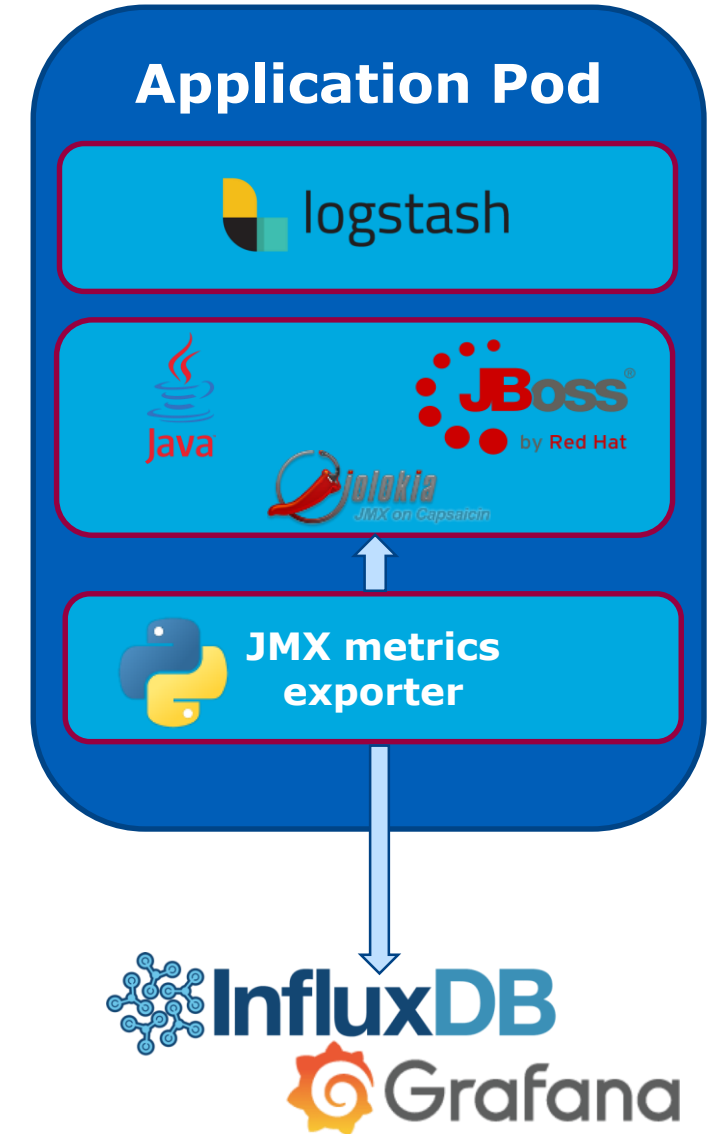 Application Pod
logstash
Java
JBoss®
by Red Hat
jolokia
JMX on Capsaicin
JMX metrics
exporter
InfluxDB
Grafana